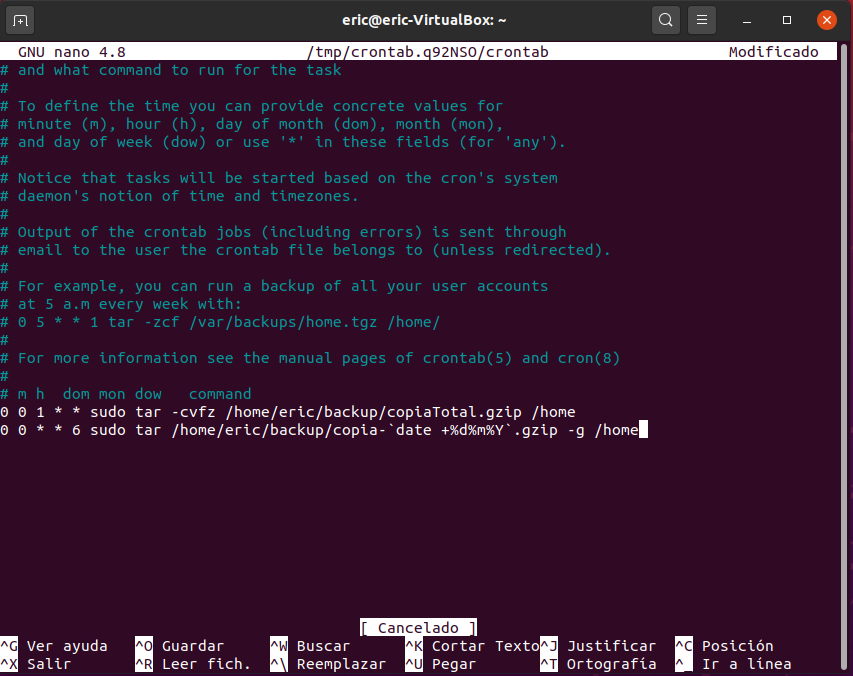 eric@eric-VirtualBox: ~
GNU nano 4.8 /tmp/crontab.q92NSO/crontab Modificado
# and what command to run for the task
#
# To define the time you can provide concrete values for
# minute (m), hour (h), day of month (dom), month (mon),
# and day of week (dow) or use '*' in these fields (for 'any').
#
# Notice that tasks will be started based on the cron's system
# daemon's notion of time and timezones.
#
# Output of the crontab jobs (including errors) is sent through
# email to the user the crontab file belongs to (unless redirected).
#
# For example, you can run a backup of all your user accounts
# at 5 a.m every week with:
# 0 5 * * 1 tar -zcf /var/backups/home.tgz /home/
#
# For more information see the manual pages of crontab(5) and cron(8)
#
# m h  dom mon dow   command
0 0 1 * * sudo tar -cvfz /home/eric/backup/copiaTotal.gzip /home
0 0 * * 6 sudo tar /home/eric/backup/copia-`date +%d%m%Y`.gzip -g /home
[ Cancelado ]
^G Ver ayuda ^O Guardar ^W Buscar ^K Cortar Texto ^J Justificar ^C Posición
^X Salir ^R Leer fich. ^\ Reemplazar ^U Pegar ^T Ortografía ^_ Ir a línea